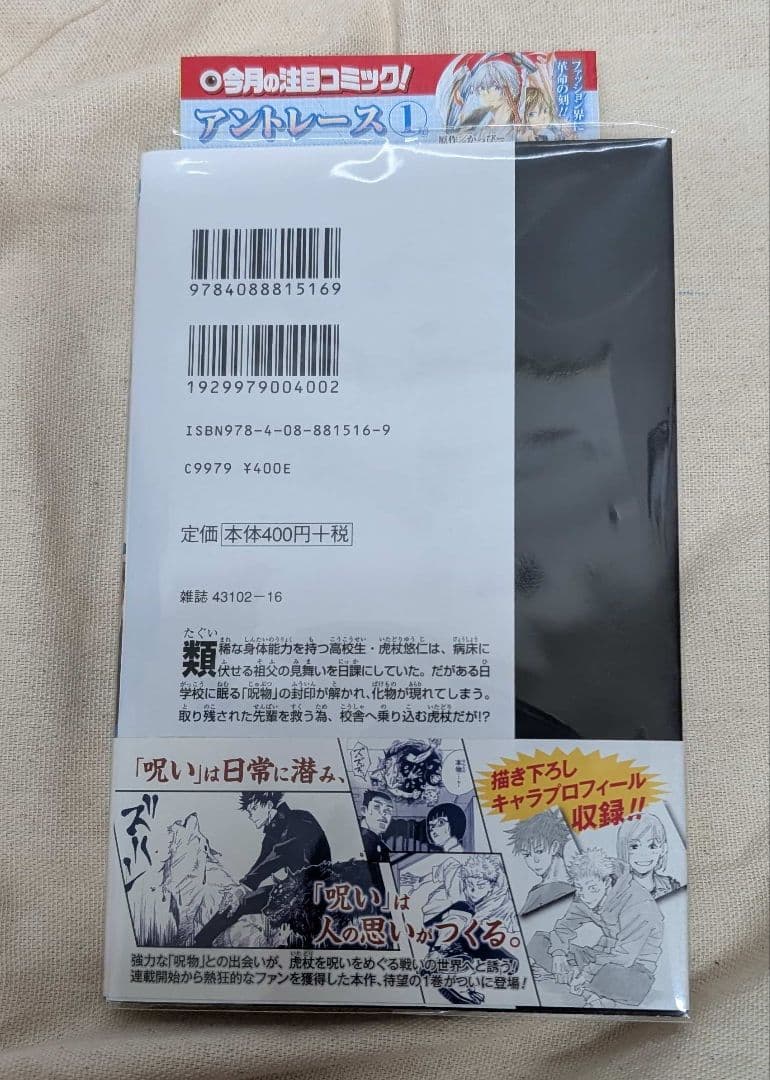 今月の注目コミック!
アントレース①
ファッション界に
革命の刻!!
9784088815169
1929979004002
ISBN978-4-08-881516-9
C9979 ¥400E
定価 本体400円+税
雑誌 43102-16
類稀な身体能力を持つ高校生・虎杖悠仁は、病床に
伏せる祖父の見舞いを日課にしていた。だがある日
学校に眠る「呪物」の封印が解かれ、化物が現れてしまう。
取り残された先輩を救う為、校舎へ乗り込む虎杖だが!?
「呪い」は日常に潜み、
描き下ろし
キャラプロフィール
収録!!
「呪い」は
人の思いがつくる。
強力な「呪物」との出会いが、虎杖を呪いをめぐる戦いの世界へと誘う!
連載開始から熱狂的なファンを獲得した本作、待望の1巻がついに登場!